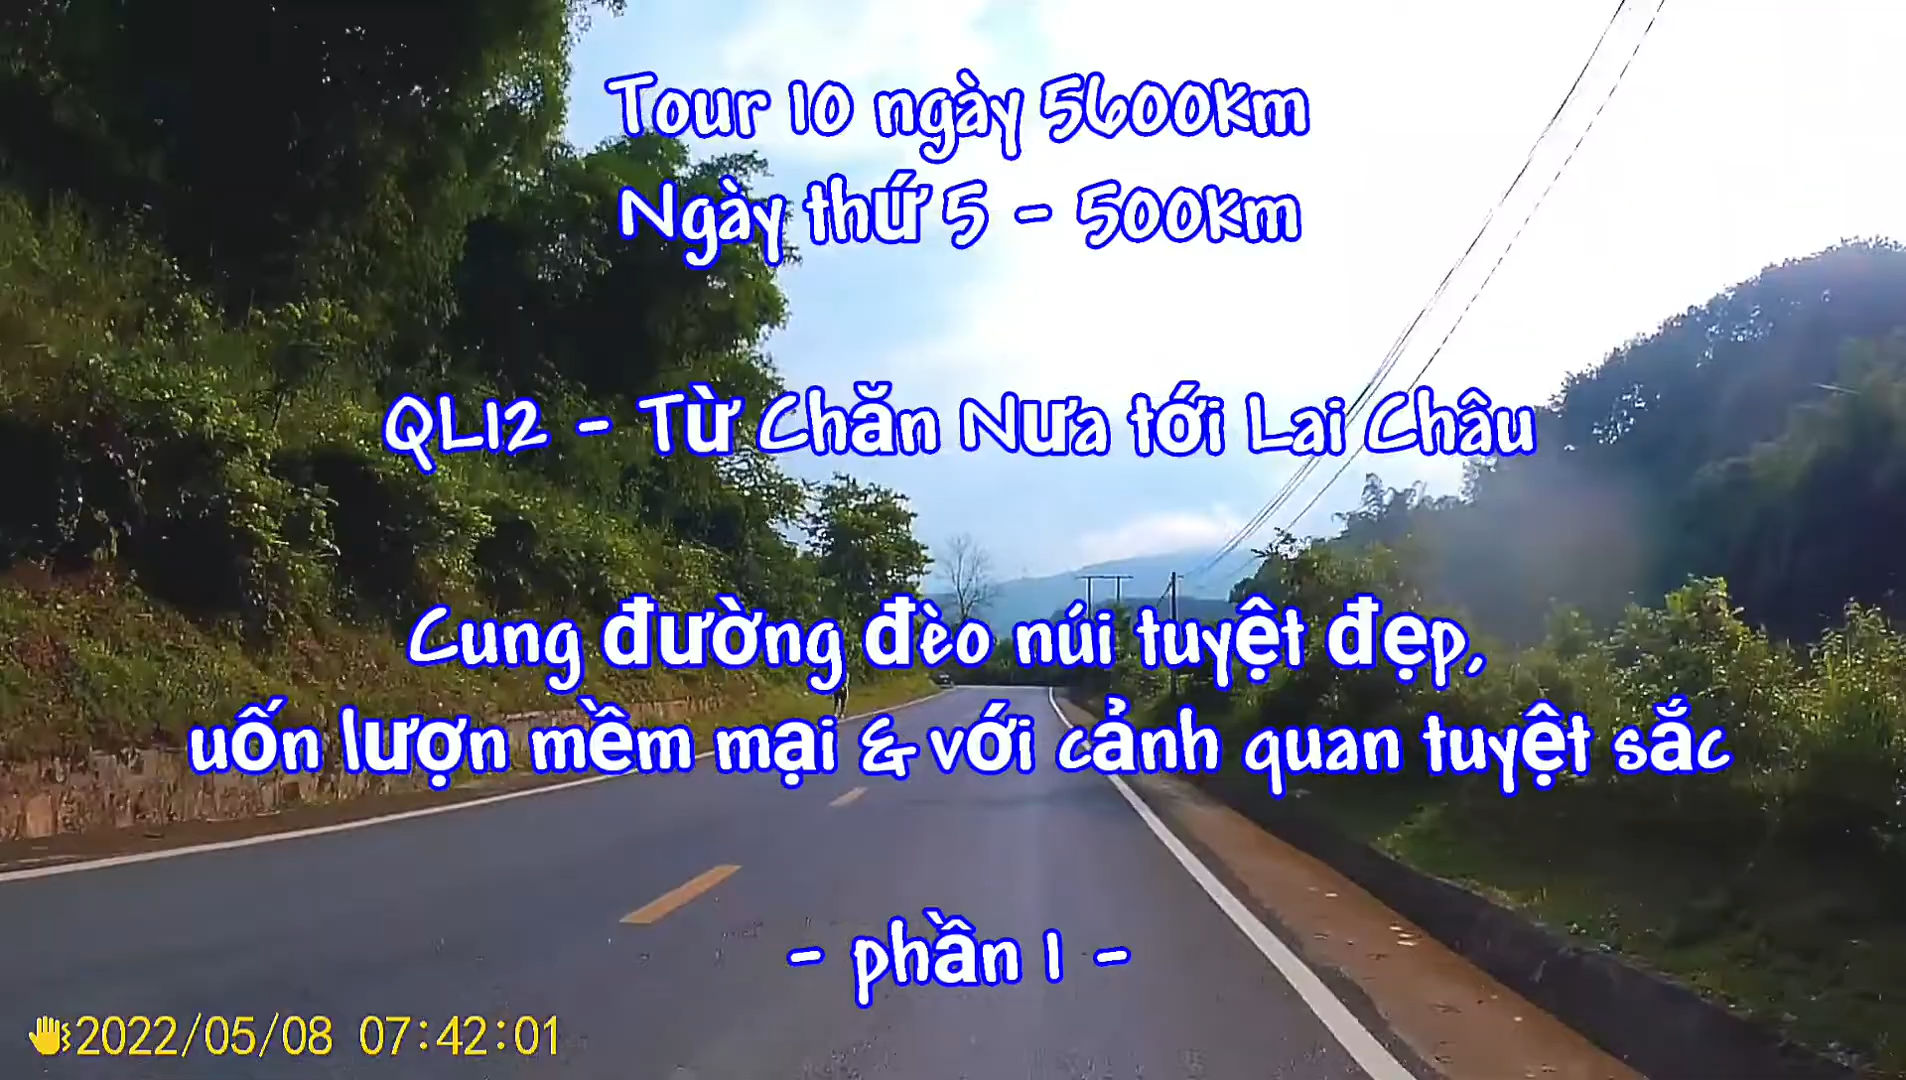 Tour 10 ngày 5600km
Ngày thứ 5 - 500km
QL12 - Từ Chăn Nưa tới Lai Châu
Cung đường đèo núi tuyệt đẹp,
uốn lượn mềm mại & với cảnh quan tuyệt sắc
- phần 1 -
2022/05/08 07:42:01